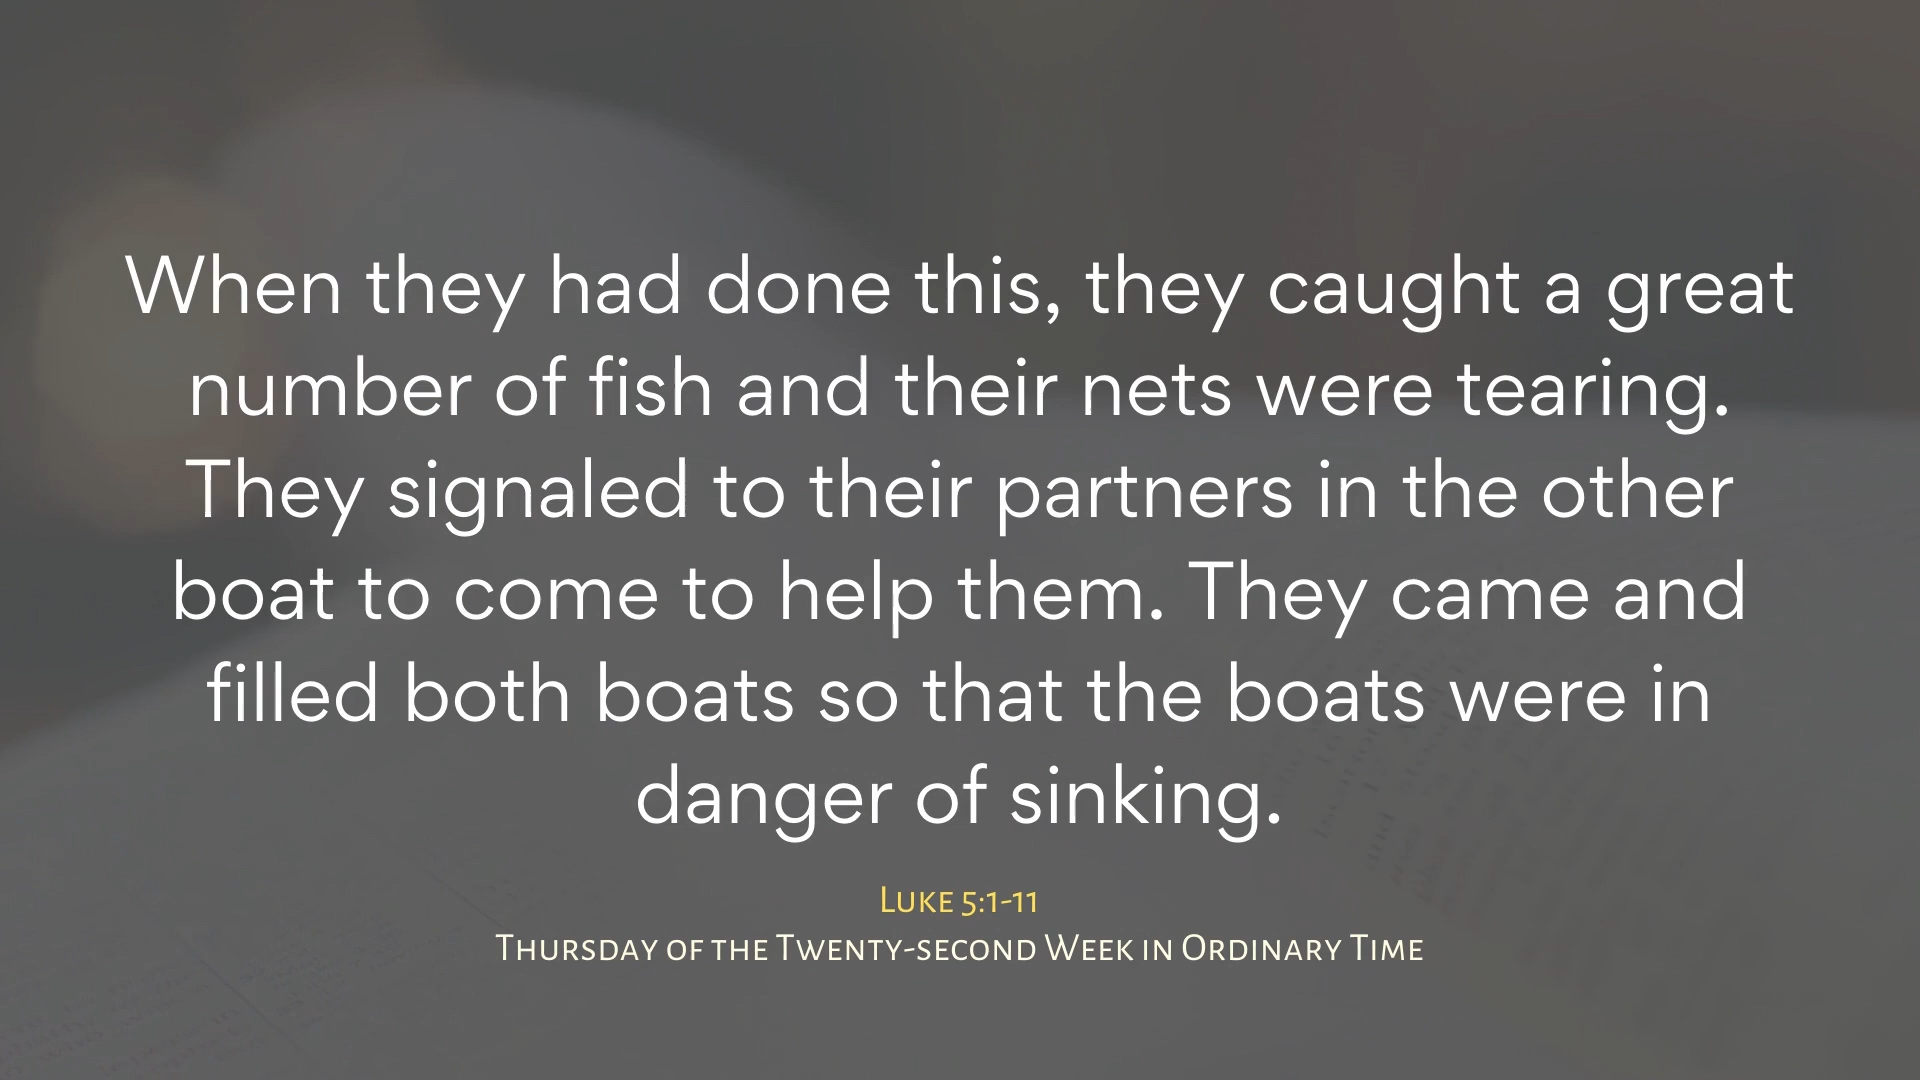 When they had done this, they caught a great
number of fish and their nets were tearing.
They signaled to their partners in the other
boat to come to help them. They came and
filled both boats so that the boats were in
danger of sinking.
Luke 5:1-11
Thursday of the Twenty-second Week in Ordinary Time